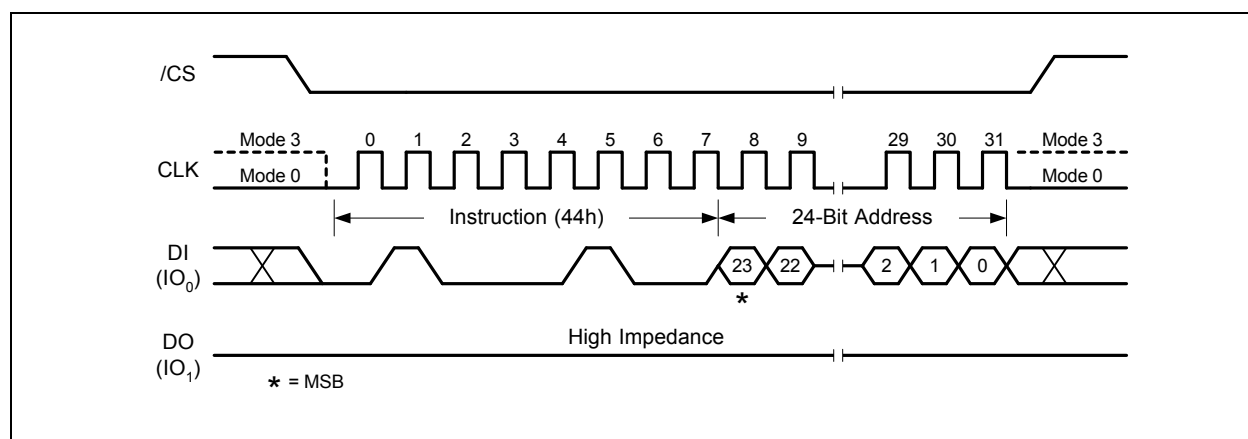 /CS
Mode 3 0 1 2 3 4 5 6 7 8 9 29 30 31 Mode 3
CLK
Mode 0 Mode 0
Instruction (44h) 24-Bit Address
DI
(IO0) 23 22 2 1 0
*
DO High Impedance
(IO1)
* = MSB